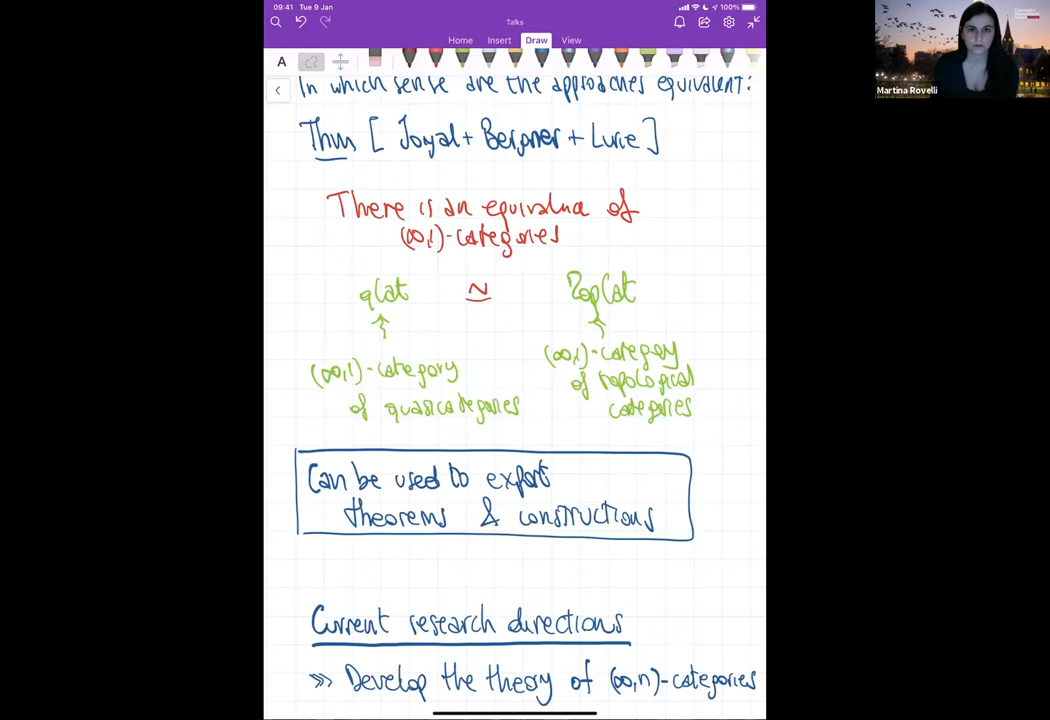 09:41 Tue 9 Jan
100%
Talks
Home Insert Draw View
A
In which sense are the approaches equivalent?
Thm [Joyal + Bergner + Lurie]
There is an equivalence of
(∞,1)-categories
qCat ≃ TopCat
(∞,1)-category
of quasicategories
(∞,1)-category
of topological
categories
Can be used to export
theorems & constructions
Current research directions
⋙ Develop the theory of (∞,n)-categories
Martina Rovelli